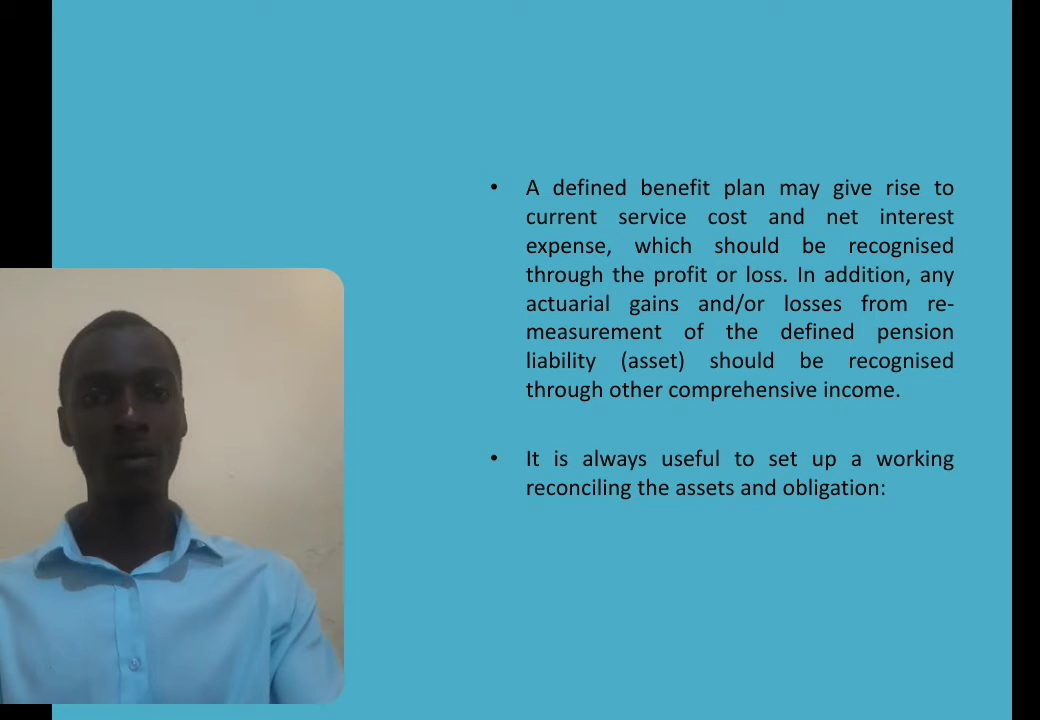 • A defined benefit plan may give rise to
current service cost and net interest
expense, which should be recognised
through the profit or loss. In addition, any
actuarial gains and/or losses from re-
measurement of the defined pension
liability (asset) should be recognised
through other comprehensive income.
• It is always useful to set up a working
reconciling the assets and obligation: